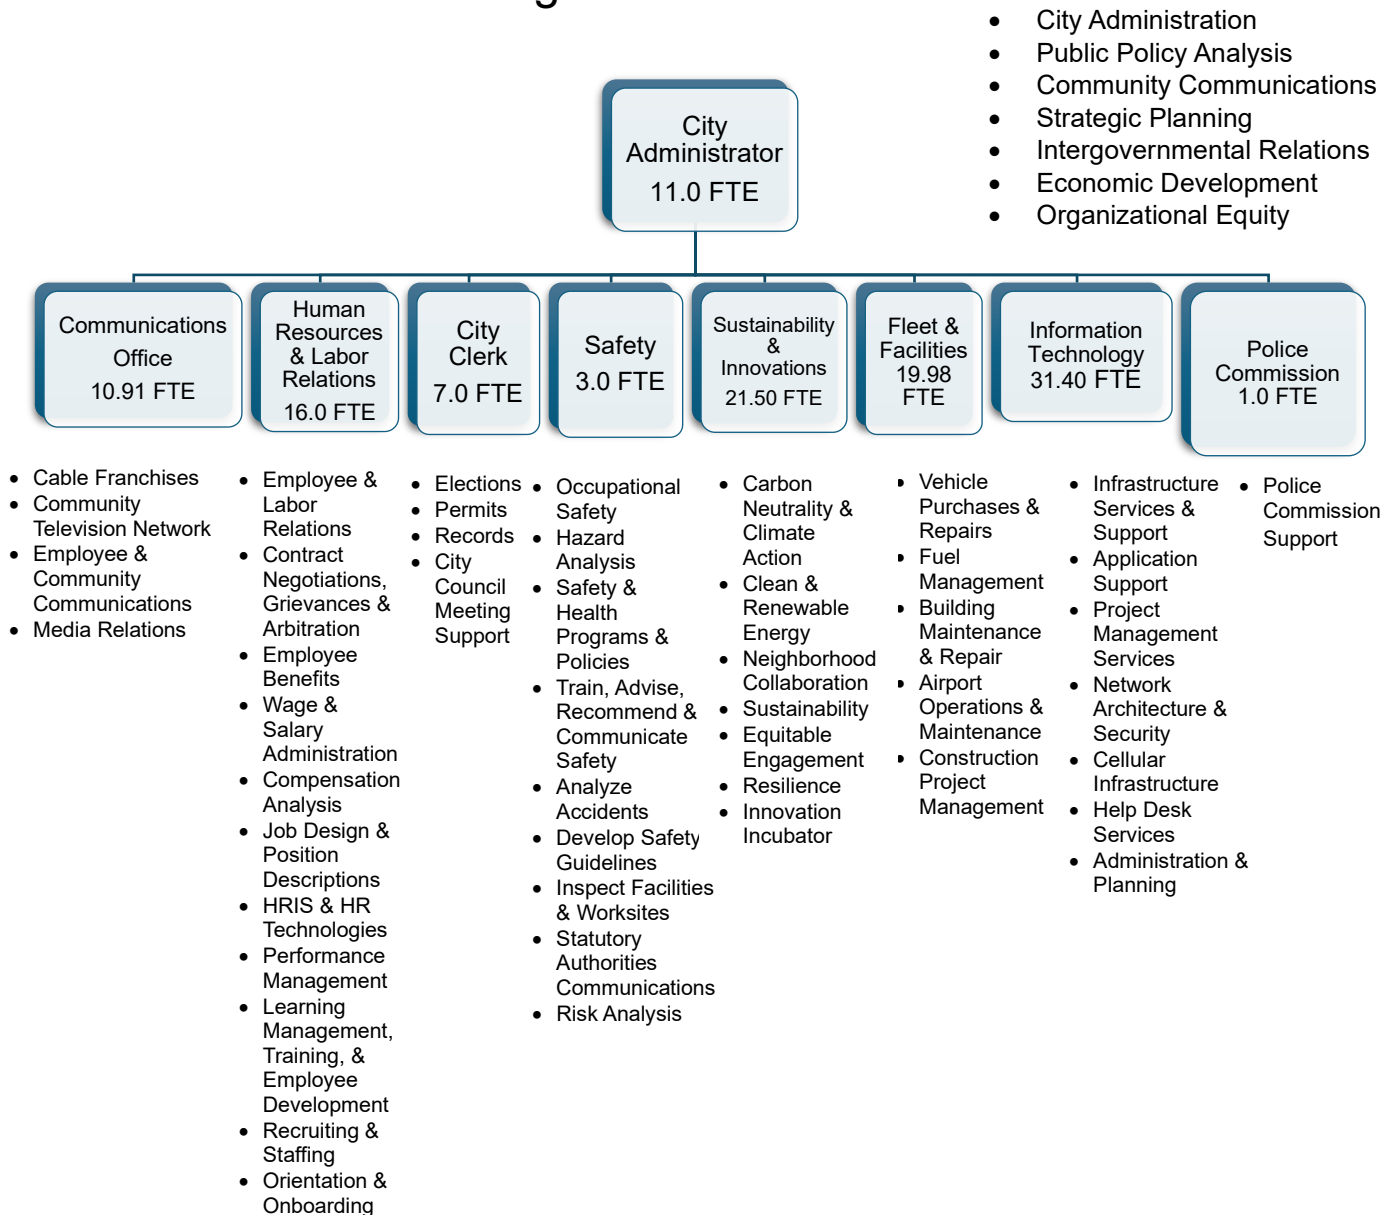 • City Administration
• Public Policy Analysis
• Community Communications
• Strategic Planning
• Intergovernmental Relations
• Economic Development
• Organizational Equity
City
Administrator
11.0 FTE
Communications
Office
10.91 FTE
Human
Resources
& Labor
Relations
16.0 FTE
City
Clerk
7.0 FTE
Safety
3.0 FTE
Sustainability
&
Innovations
21.50 FTE
Fleet &
Facilities
19.98
FTE
Information
Technology
31.40 FTE
Police
Commission
1.0 FTE
• Cable Franchises
• Community
Television Network
• Employee &
Community
Communications
• Media Relations
• Employee &
Labor
Relations
• Contract
Negotiations,
Grievances &
Arbitration
• Employee
Benefits
• Wage &
Salary
Administration
• Compensation
Analysis
• Job Design &
Position
Descriptions
• HRIS & HR
Technologies
• Performance
Management
• Learning
Management,
Training, &
Employee
Development
• Recruiting &
Staffing
• Orientation &
Onboarding
• Elections
• Permits
• Records
• City
Council
Meeting
Support
• Occupational
Safety
• Hazard
Analysis
• Safety &
Health
Programs &
Policies
• Train, Advise,
Recommend &
Communicate
Safety
• Analyze
Accidents
• Develop Safety
Guidelines
• Inspect Facilities
& Worksites
• Statutory
Authorities
Communications
• Risk Analysis
• Carbon
Neutrality &
Climate
Action
• Clean &
Renewable
Energy
• Neighborhood
Collaboration
• Sustainability
• Equitable
Engagement
• Resilience
• Innovation
Incubator
• Vehicle
Purchases &
Repairs
• Fuel
Management
• Building
Maintenance
& Repair
• Airport
Operations &
Maintenance
• Construction
Project
Management
• Infrastructure
Services &
Support
• Application
Support
• Project
Management
Services
• Network
Architecture &
Security
• Cellular
Infrastructure
• Help Desk
Services
• Administration &
Planning
• Police
Commission
Support